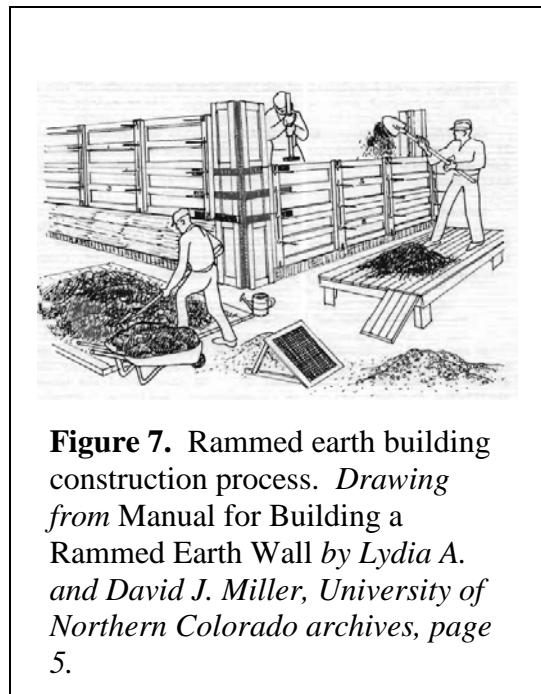 Figure 7. Rammed earth building
construction process. Drawing
from Manual for Building a
Rammed Earth Wall by Lydia A.
and David J. Miller, University of
Northern Colorado archives, page
5.